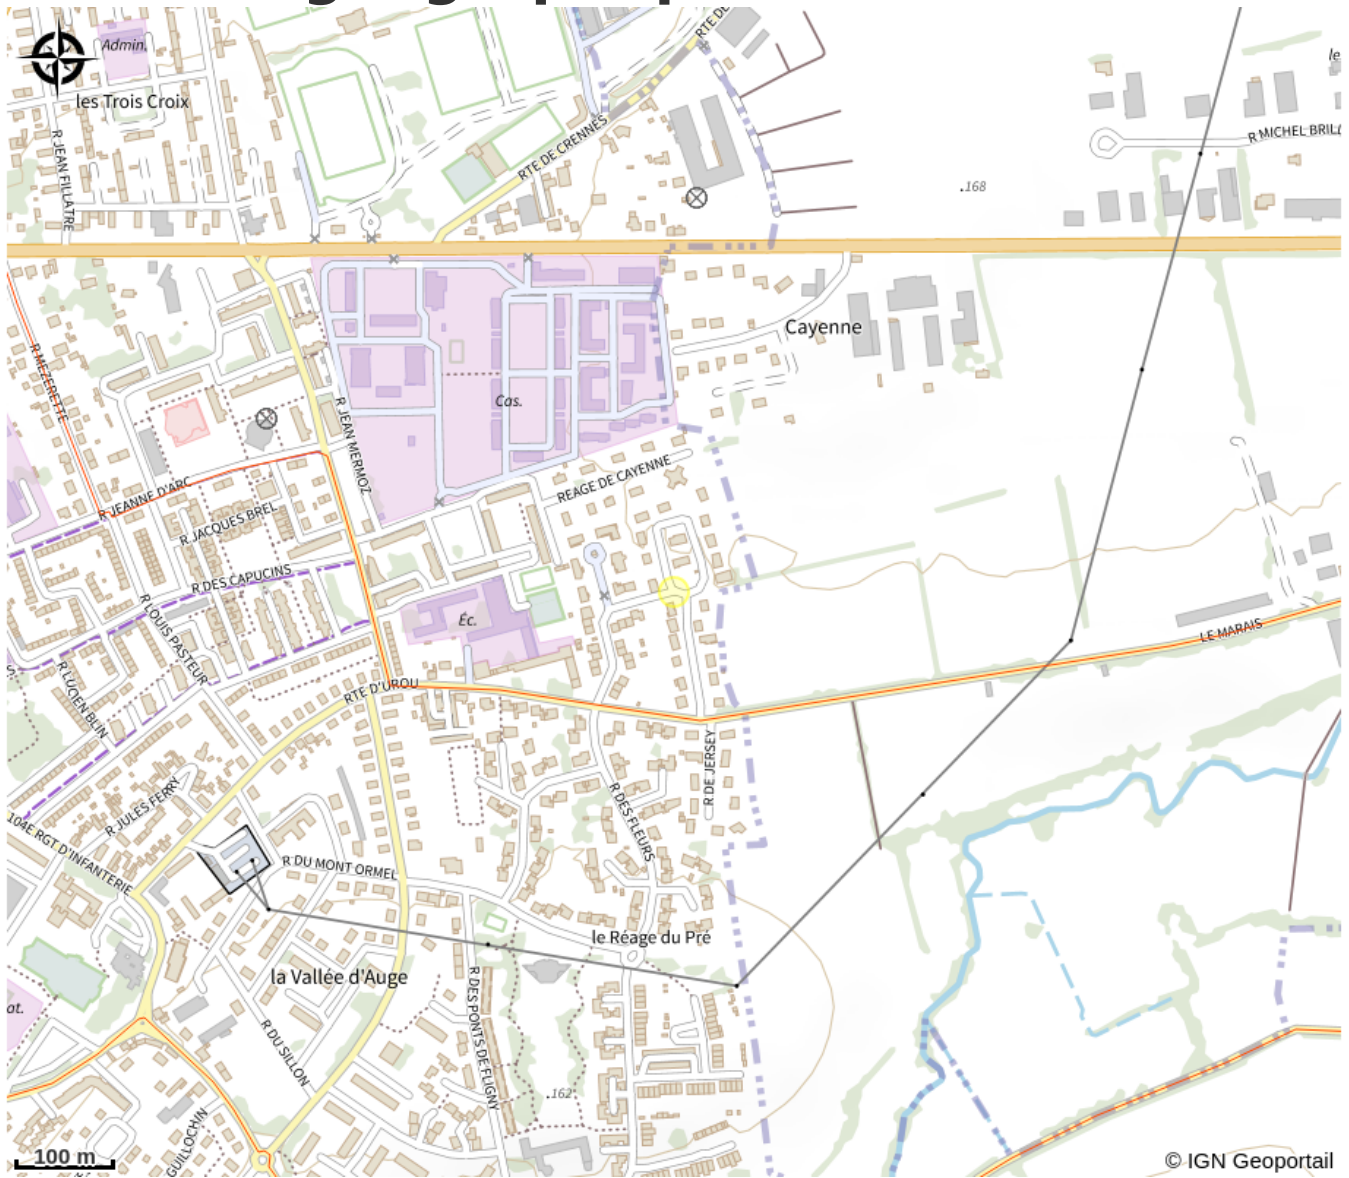 RTE DE
Admin.
les Trois Croix
le
R JEAN FILLATRE
RTE DE CRENNES
R MICHEL BRILL
.168
Cayenne
R MEZERETTE
R JEAN MERMOZ
Cas.
REAGE DE CAYENNE
R JEANNE D'ARC
R JACQUES BREL
R DES CAPUCINS
R LOUIS PASTEUR
Éc.
LE MARAIS
S
R LUCIEN BLIN
RTE D'UROU
R DE JERSEY
R JULES FERRY
R DES FLEURS
104E RGT D'INFANTERIE
R DU MONT ORMEL
le Réage du Pré
la Vallée d'Auge
at.
R DES PONTS DE FLIGNY
R DU SILLON
.162
GUILLOCHIN
100 m
© IGN Geoportail